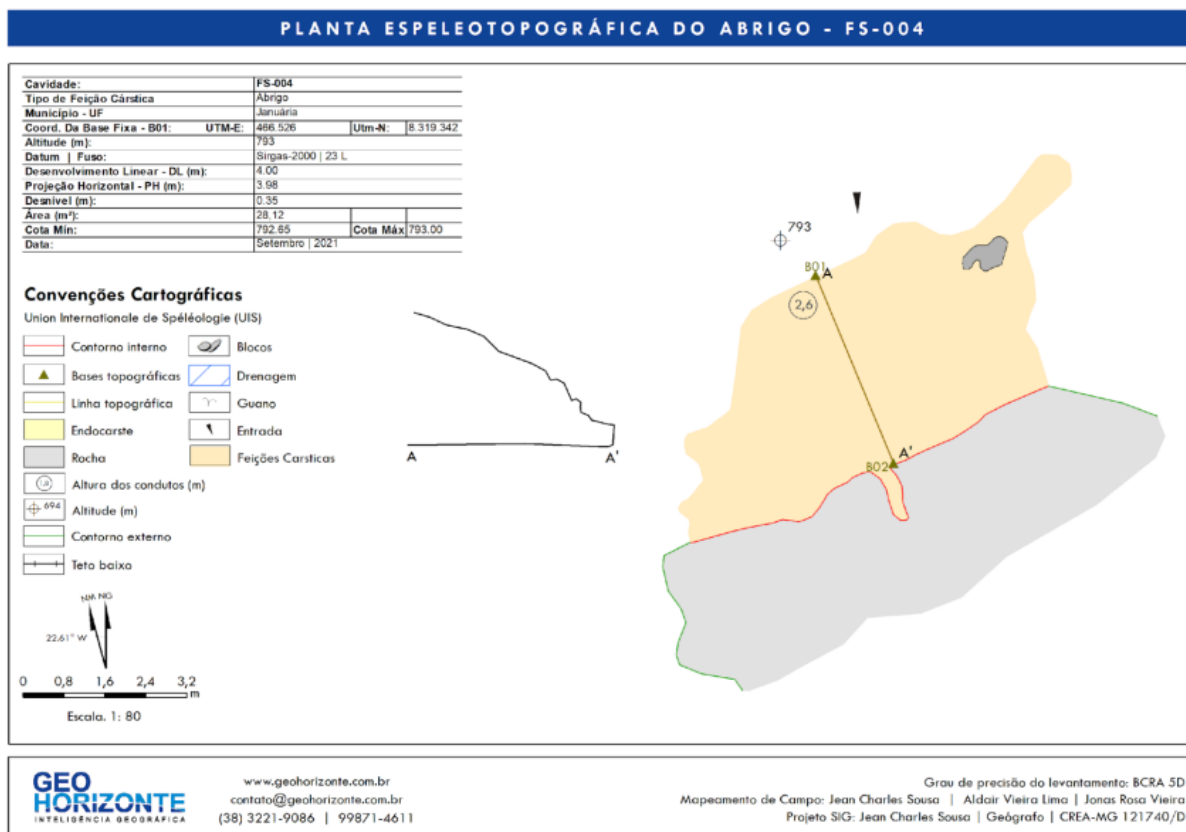 PLANTA ESPELEOTOPOGRÁFICA DO ABRIGO - FS-004
Cavidade: FS-004
Tipo de Feição Cárstica Abrigo
Município - UF Januária
Coord. Da Base Fixa - B01: UTM-E: 466.526 Utm-N: 8.319.342
Altitude (m): 793
Datum | Fuso: Sirgas-2000 | 23 L
Desenvolvimento Linear - DL (m): 4.00
Projeção Horizontal - PH (m): 3.98
Desnível (m): 0.35
Área (m²): 28,12
Cota Min: 792.65 Cota Máx 793.00
Data: Setembro | 2021
Convenções Cartográficas
Union Internationale de Spéléologie (UIS)
Contorno interno Blocos
Bases topográficas Drenagem
Linha topográfica Guano
Endocarste Entrada
Rocha Feições Carsticas
Altura dos condutos (m)
694 Altitude (m)
Contorno externo
Teto baixo
NM NG
22.61° W
0 0,8 1,6 2,4 3,2
m
Escala. 1: 80
A A'
793
B01 A
2,6
B02 A'
GEO
HORIZONTE
INTELIGÊNCIA GEOGRÁFICA
www.geohorizonte.com.br
contato@geohorizonte.com.br
(38) 3221-9086 | 99871-4611
Grau de precisão do levantamento: BCRA 5D
Mapeamento de Campo: Jean Charles Sousa | Aldair Vieira Lima | Jonas Rosa Vieira
Projeto SIG: Jean Charles Sousa | Geógrafo | CREA-MG 121740/D